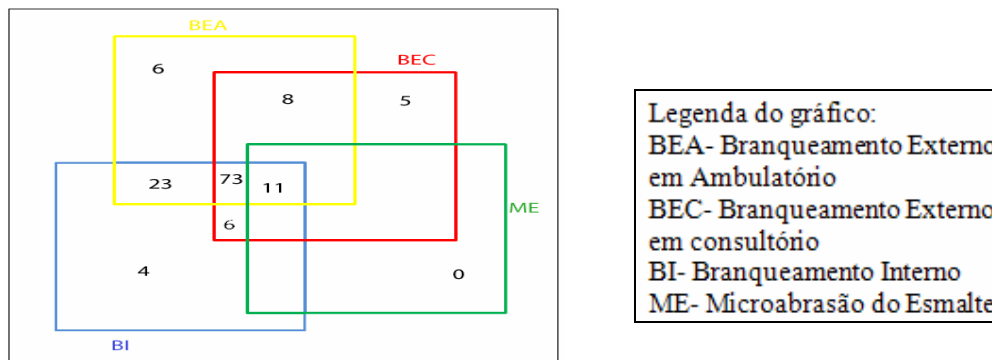 BEA
6
BEC
8
5
23
73
11
ME
6
4
0
BI
Legenda do gráfico:
BEA- Branqueamento Externo
em Ambulatório
BEC- Branqueamento Externo
em consultório
BI- Branqueamento Interno
ME- Microabrasão do Esmalte